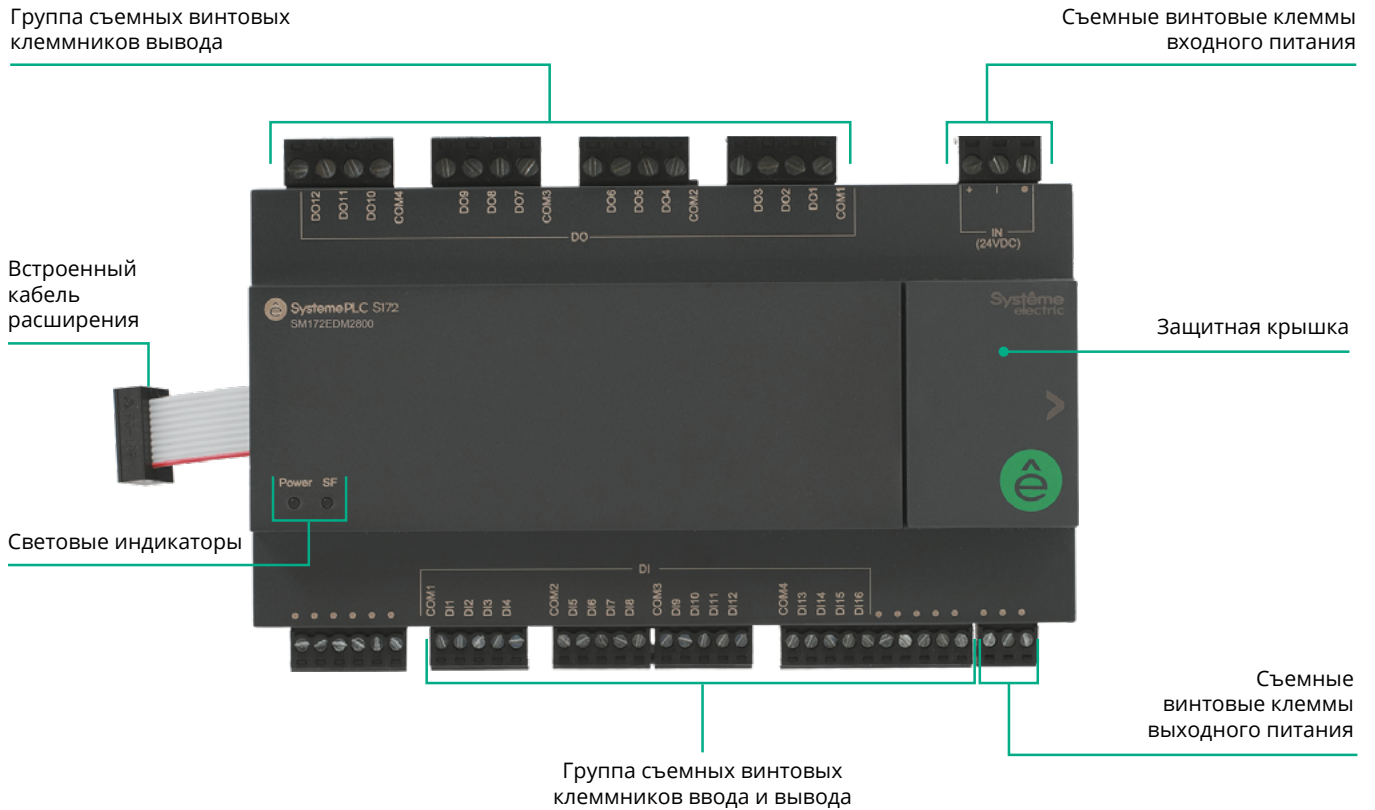 Группа съемных винтовых
клеммников вывода
Съемные винтовые клеммы
входного питания
DO12 DO11 DO10 COM4 DO9 DO8 DO7 COM3 DO6 DO5 DO4 COM2 DO3 DO2 DO1 COM1
DO
+ –
IN
(24VDC)
Встроенный
кабель
расширения
SystemePLC S172
SM172EDM2800
Système
electric
Защитная крышка
ê
Power SF
Световые индикаторы
DI
COM1 DI1 DI2 DI3 DI4 COM2 DI5 DI6 DI7 DI8 COM3 DI9 DI10 DI11 DI12 COM4 DI13 DI14 DI15 DI16
Съемные
винтовые клеммы
выходного питания
Группа съемных винтовых
клеммников ввода и вывода